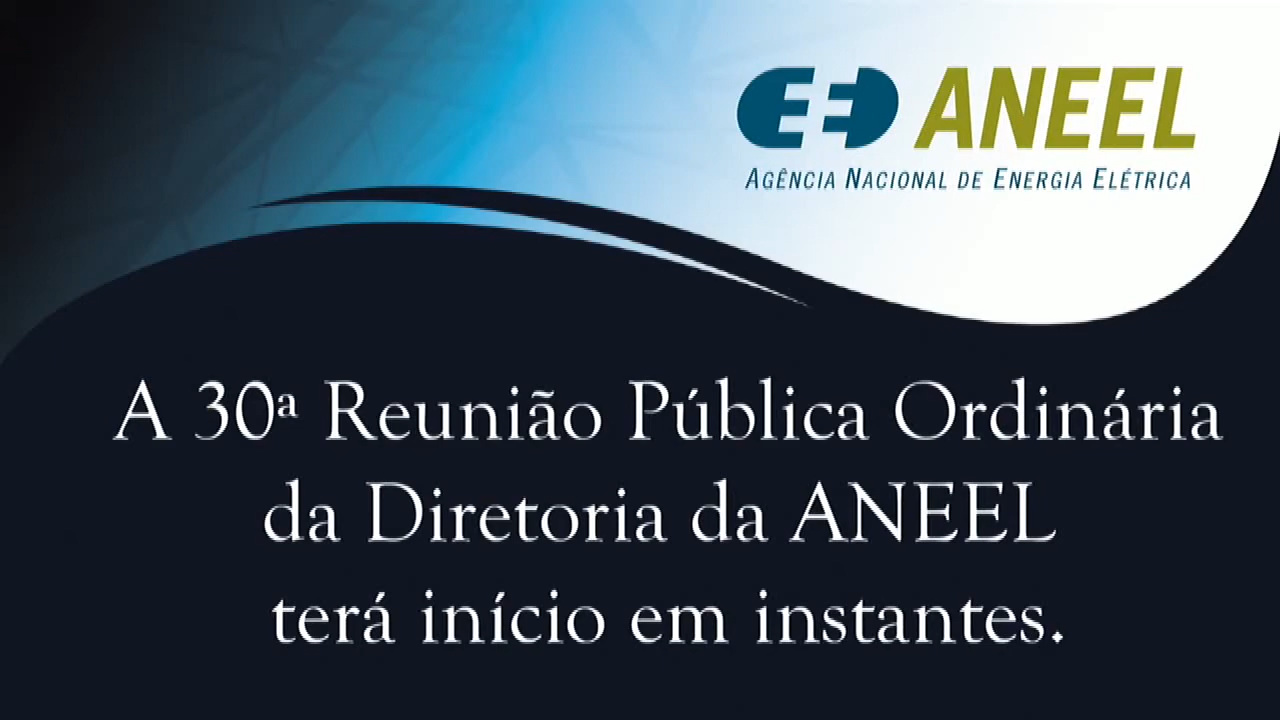 ANEEL
AGÊNCIA NACIONAL DE ENERGIA ELÉTRICA
A 30ª Reunião Pública Ordinária
da Diretoria da ANEEL
terá início em instantes.